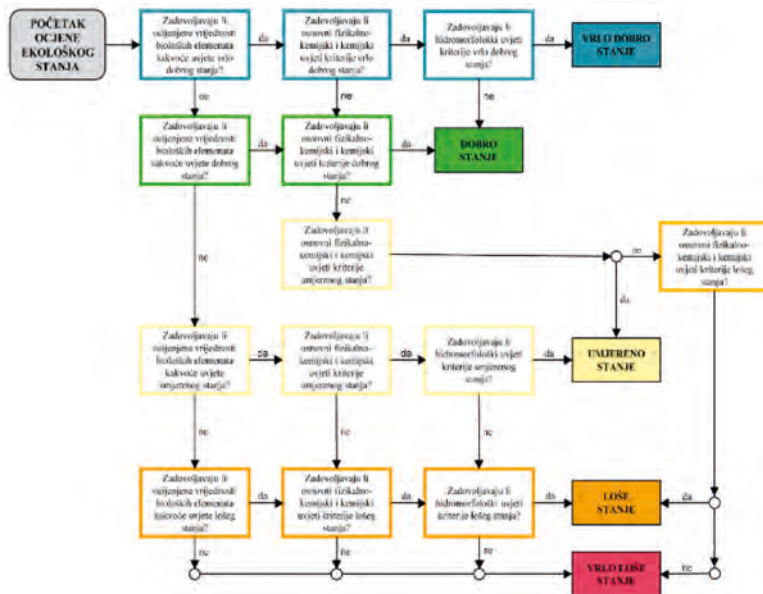 POČETAK
OCJENE
EKOLOŠKOG
STANJA
Zadovoljavaju li
ocijenjene vrijednosti
bioloških elemenata
kakvoće uvjete vrlo
dobrog stanja?
da
Zadovoljavaju li
osnovni fizikalno-
kemijski i kemijski
uvjeti kriterije vrlo
dobrog stanja?
da
Zadovoljavaju li
hidromorfološki uvjeti
kriterije vrlo dobrog
stanja?
da
VRLO DOBRO
STANJE
ne
ne
ne
Zadovoljavaju li
ocijenjene vrijednosti
bioloških elemenata
kakvoće uvjete dobrog
stanja?
da
Zadovoljavaju li
osnovni fizikalno-
kemijski i kemijski
uvjeti kriterije dobrog
stanja?
da
DOBRO
STANJE
ne
ne
Zadovoljavaju li
osnovni fizikalno-
kemijski i kemijski
uvjeti kriterije
umjerenog stanja?
ne
Zadovoljavaju li
osnovni fizikalno-
kemijski i kemijski
uvjeti kriterije lošeg
stanja?
da
Zadovoljavaju li
ocijenjene vrijednosti
bioloških elemenata
kakvoće uvjete
umjerenog stanja?
da
Zadovoljavaju li
osnovni fizikalno-
kemijski i kemijski
uvjeti kriterije
umjerenog stanja?
da
Zadovoljavaju li
hidromorfološki uvjeti
kriterije umjerenog
stanja?
da
UMJERENO
STANJE
ne
ne
ne
Zadovoljavaju li
ocijenjene vrijednosti
bioloških elemenata
kakvoće uvjete lošeg
stanja?
da
Zadovoljavaju li
osnovni fizikalno-
kemijski i kemijski
uvjeti kriterije lošeg
stanja?
da
Zadovoljavaju li
hidromorfološki uvjeti
kriterije lošeg stanja?
da
LOŠE
STANJE
da
ne
ne
ne
VRLO LOŠE
STANJE
ne